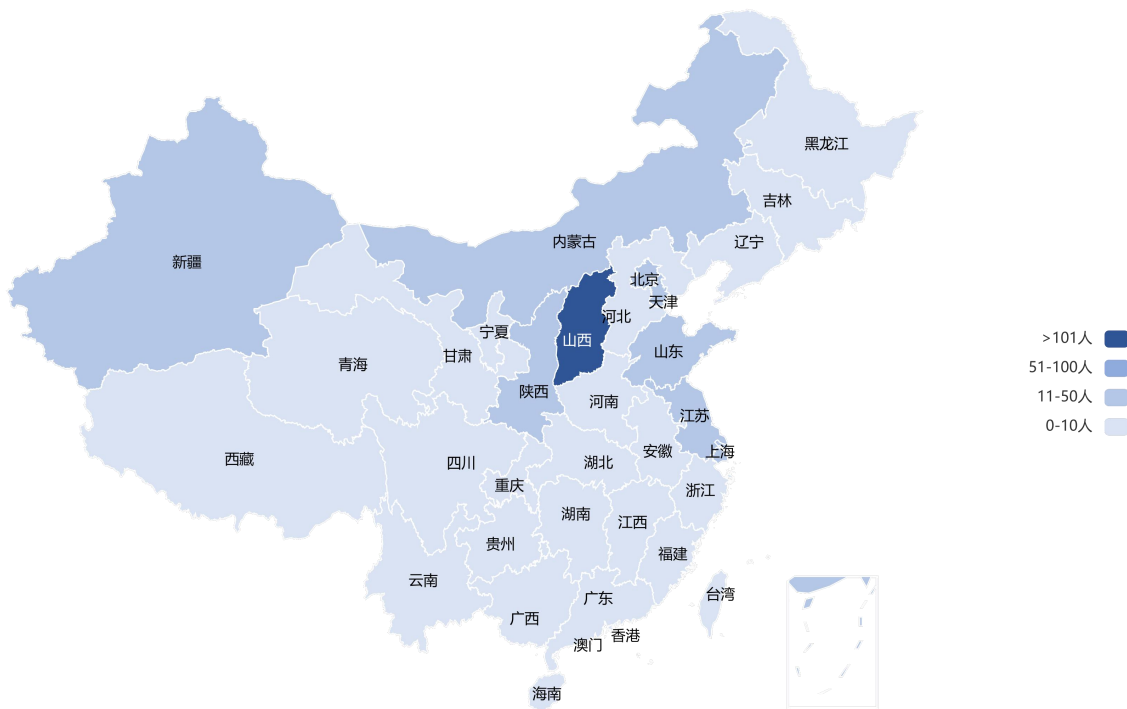 黑龙江
吉林
辽宁
内蒙古
新疆
北京
天津
河北
宁夏
山西
山东
甘肃
青海
陕西
河南
江苏
上海
安徽
西藏
四川
湖北
重庆
浙江
湖南
江西
贵州
福建
云南
台湾
广东
广西
香港
澳门
海南
>101人
51-100人
11-50人
0-10人